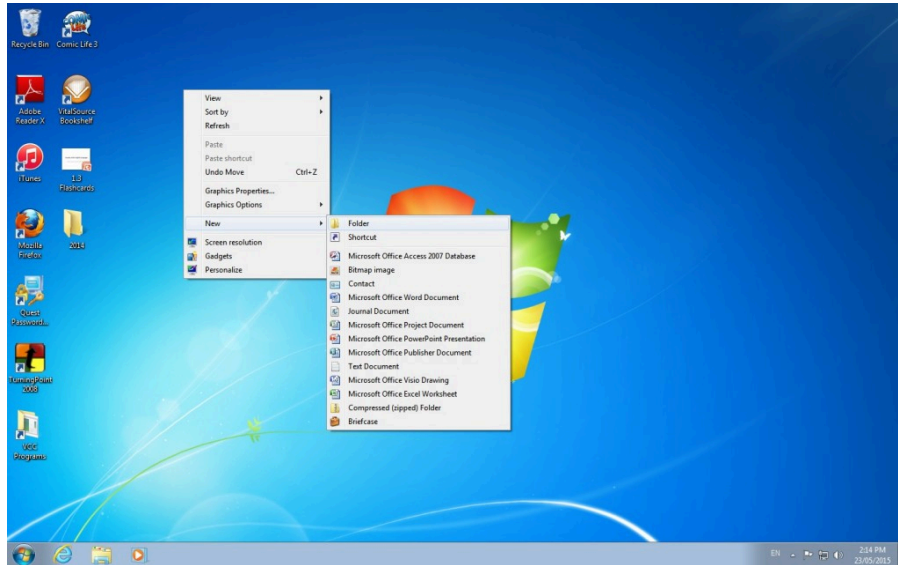 Recycle Bin
Comic Life 3
Adobe
Reader X
VitalSource
Bookshelf
iTunes
1.3
Flashcards
Mozilla
Firefox
2014
Quest
Password...
TurningPoint
2008
VCC
Programs
View
Sort by
Refresh
Paste
Paste shortcut
Undo Move Ctrl+Z
Graphics Properties...
Graphics Options
New
Screen resolution
Gadgets
Personalize
Folder
Shortcut
Microsoft Office Access 2007 Database
Bitmap image
Contact
Microsoft Office Word Document
Journal Document
Microsoft Office Project Document
Microsoft Office PowerPoint Presentation
Microsoft Office Publisher Document
Text Document
Microsoft Office Visio Drawing
Microsoft Office Excel Worksheet
Compressed (zipped) Folder
Briefcase
EN
2:14 PM
23/05/2015